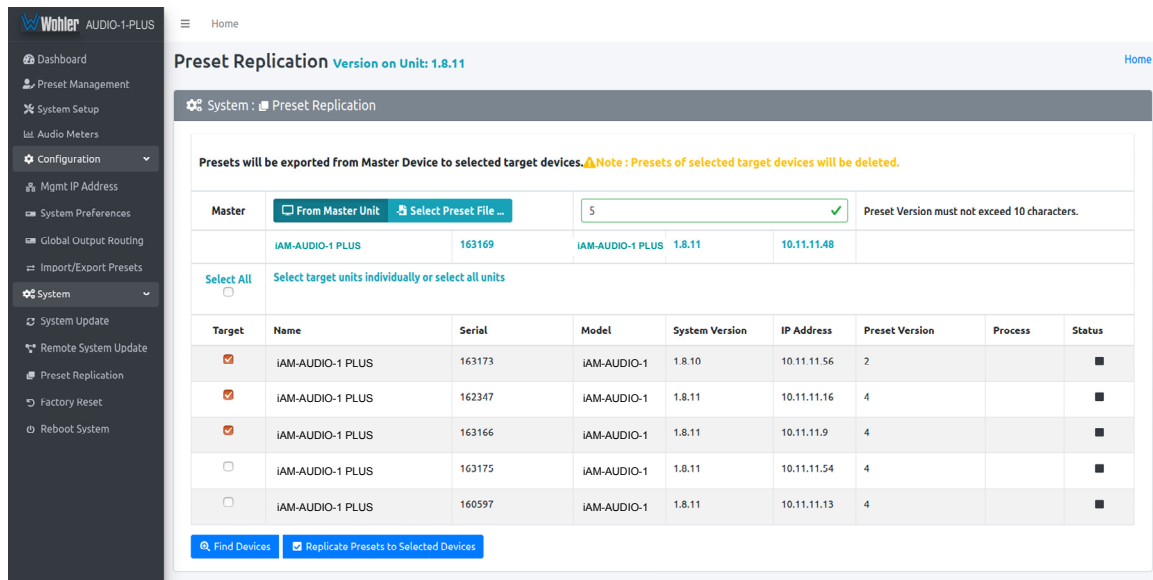 Wohler AUDIO-1-PLUS
Home
Dashboard
Preset Management
System Setup
Audio Meters
Configuration
Mgmt IP Address
System Preferences
Global Output Routing
Import/Export Presets
System
System Update
Remote System Update
Preset Replication
Factory Reset
Reboot System
Preset Replication Version on Unit: 1.8.11
Home
System : Preset Replication
Presets will be exported from Master Device to selected target devices. Note : Presets of selected target devices will be deleted.
Master From Master Unit Select Preset File ... 5 Preset Version must not exceed 10 characters.
iAM-AUDIO-1 PLUS 163169 iAM-AUDIO-1 PLUS 1.8.11 10.11.11.48
Select All Select target units individually or select all units
Target Name Serial Model System Version IP Address Preset Version Process Status
iAM-AUDIO-1 PLUS 163173 iAM-AUDIO-1 1.8.10 10.11.11.56 2
iAM-AUDIO-1 PLUS 162347 iAM-AUDIO-1 1.8.11 10.11.11.16 4
iAM-AUDIO-1 PLUS 163166 iAM-AUDIO-1 1.8.11 10.11.11.9 4
iAM-AUDIO-1 PLUS 163175 iAM-AUDIO-1 1.8.11 10.11.11.54 4
iAM-AUDIO-1 PLUS 160597 iAM-AUDIO-1 1.8.11 10.11.11.13 4
Find Devices Replicate Presets to Selected Devices